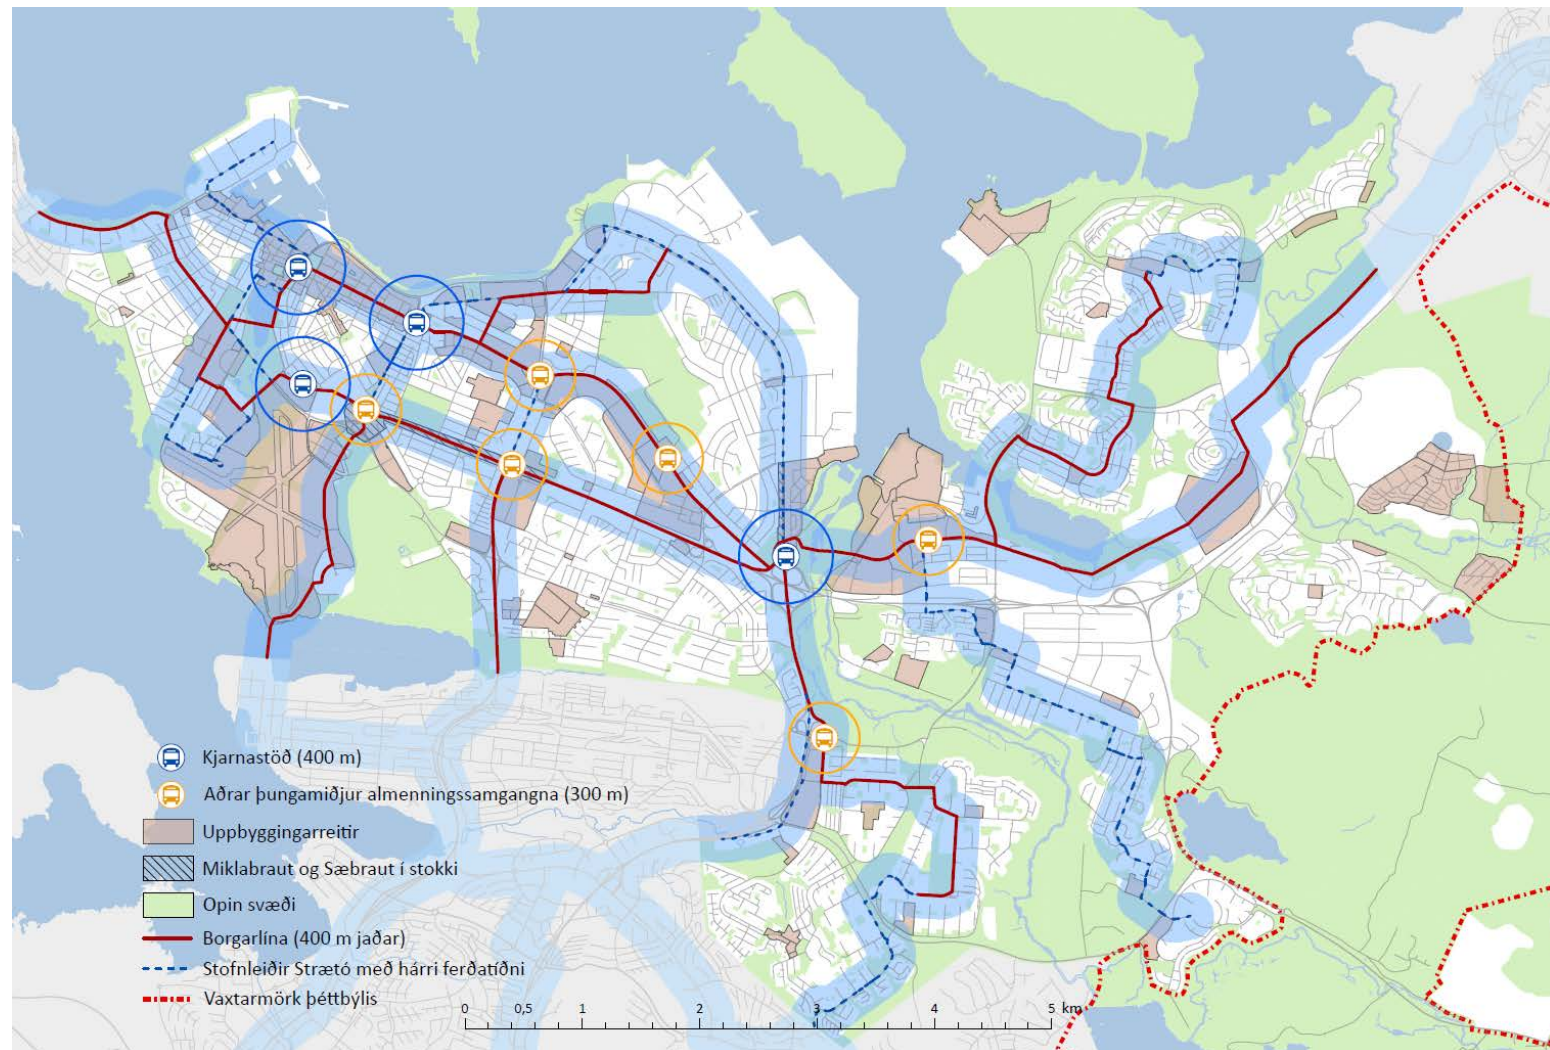 Kjarnastöð (400 m)
Aðrar þungamiðjur almenningssamgangna (300 m)
Uppbyggingarreitir
Miklabraut og Sæbraut í stokki
Opin svæði
Borgarlína (400 m jaðar)
Stofnleiðir Strætó með hárri ferðatíðni
Vaxtarmörk þéttbýlis
0 0,5 1 2 3 4 5 km